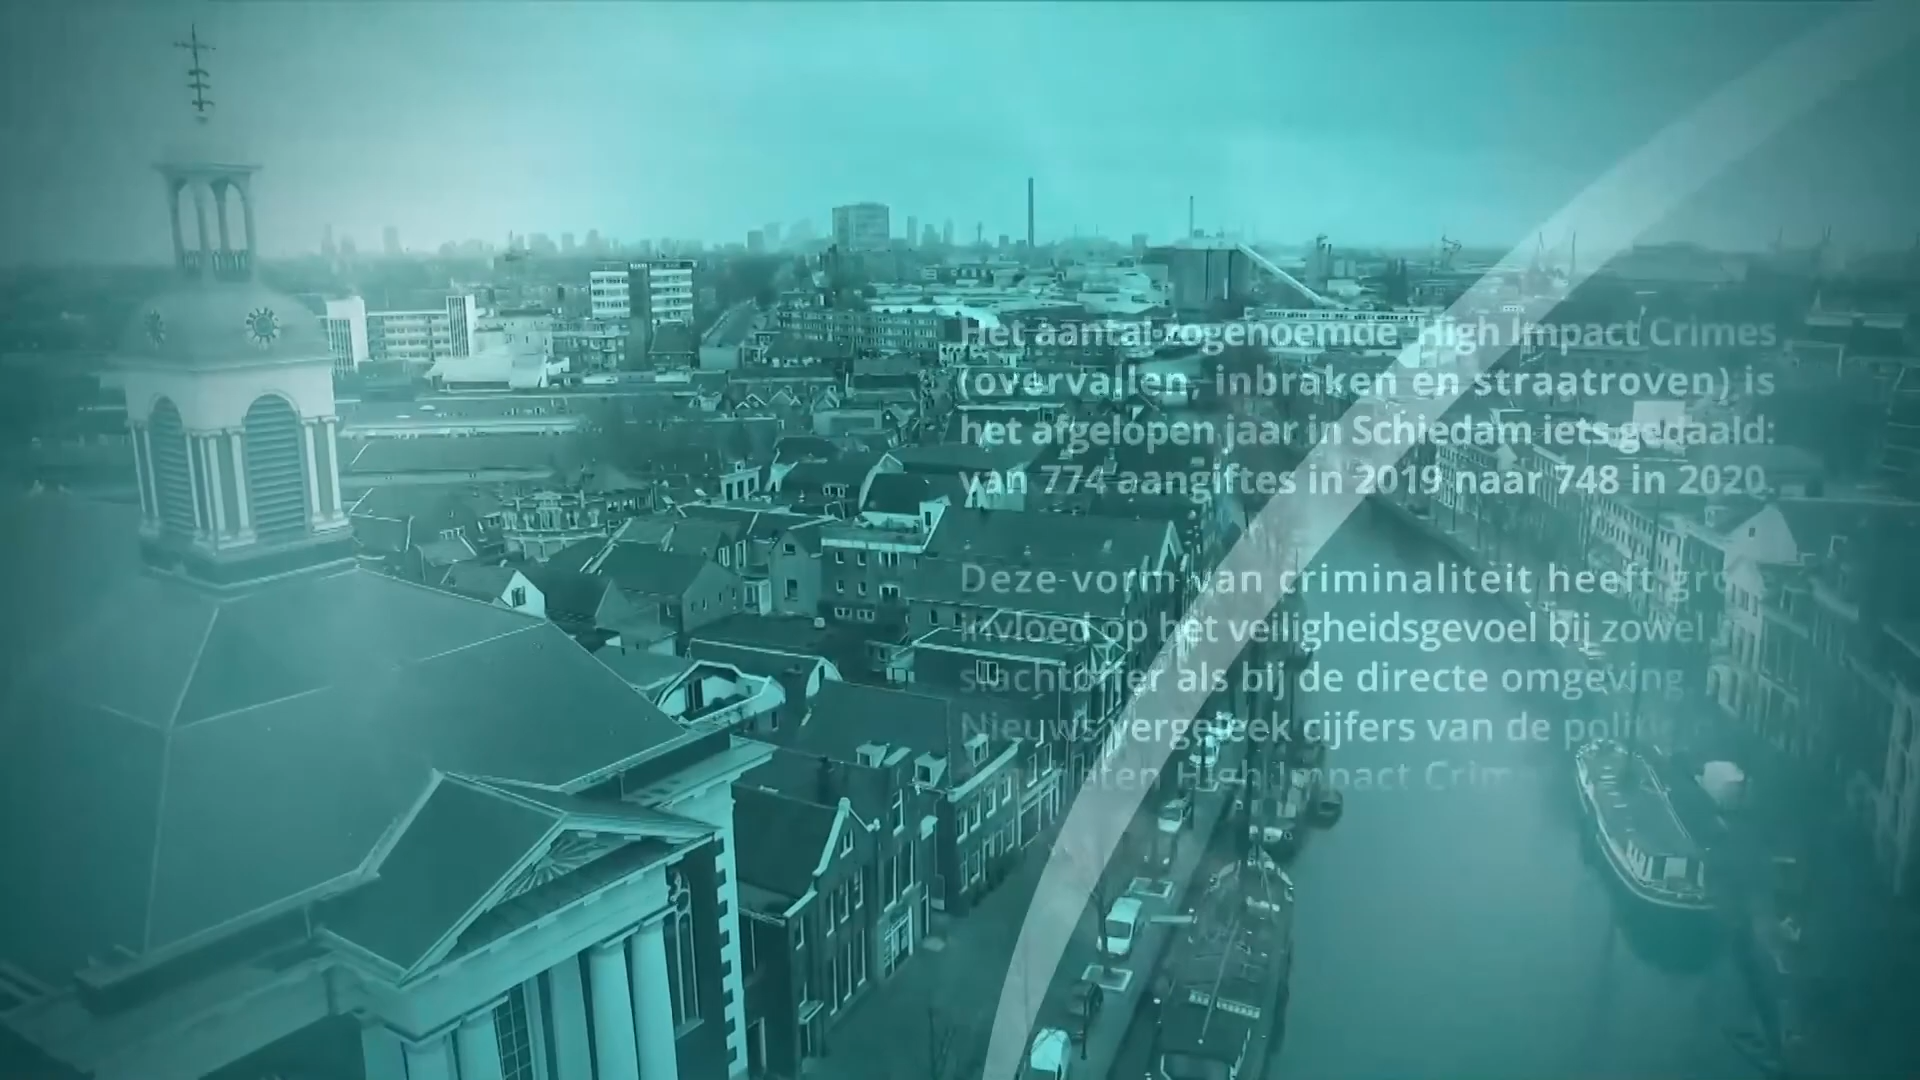 Het aantal zogenoemde High Impact Crimes
(overvallen, inbraken en straatroven) is
het afgelopen jaar in Schiedam iets gedaald:
van 774 aangiftes in 2019 naar 748 in 2020.
Deze vorm van criminaliteit heeft
invloed op het veiligheidsgevoel bij zowel
slachtoffer als bij de directe omgeving
Nieuws vergeleek cijfers van de politie
High Impact